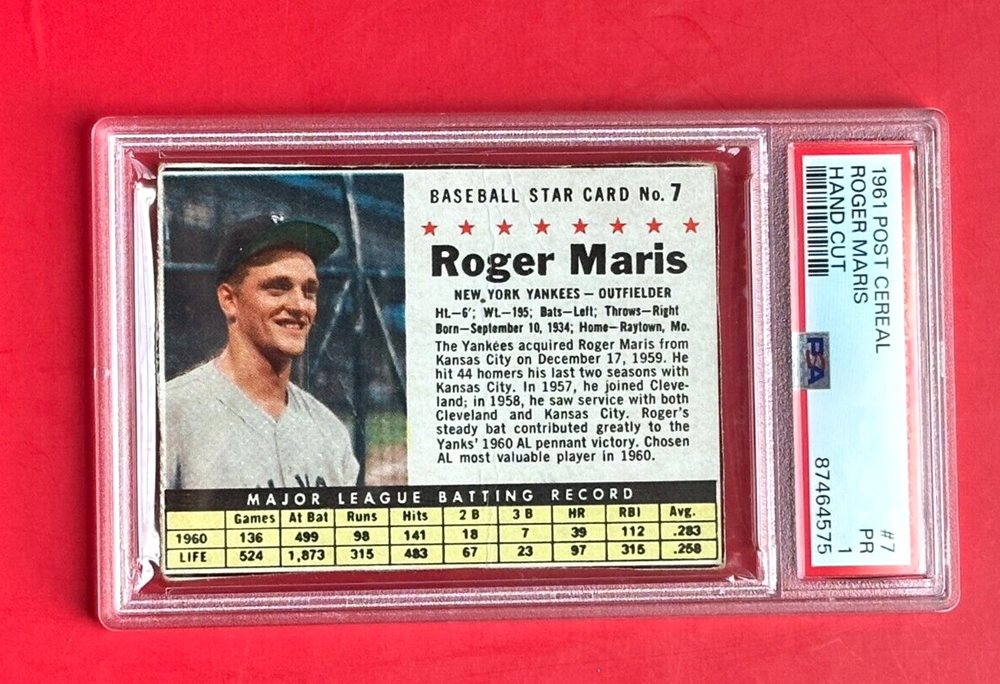 BASEBALL STAR CARD No. 7
Roger Maris
NEW YORK YANKEES — OUTFIELDER
Ht.—6'; Wt.—195; Bats—Left; Throws—Right
Born—September 10, 1934; Home—Raytown, Mo.
The Yankees acquired Roger Maris from
Kansas City on December 17, 1959. He
hit 44 homers his last two seasons with
Kansas City. In 1957, he joined Cleve-
land; in 1958, he saw service with both
Cleveland and Kansas City. Roger's
steady bat contributed greatly to the
Yanks' 1960 AL pennant victory. Chosen
AL most valuable player in 1960.
MAJOR LEAGUE BATTING RECORD
Games At Bat Runs Hits 2 B 3 B HR RBI Avg.
1960 136 499 98 141 18 7 39 112 .283
LIFE 524 1,873 315 483 67 23 97 315 .258
1961 POST CEREAL
ROGER MARIS
HAND CUT
#7
PR
1
PSA
87464575